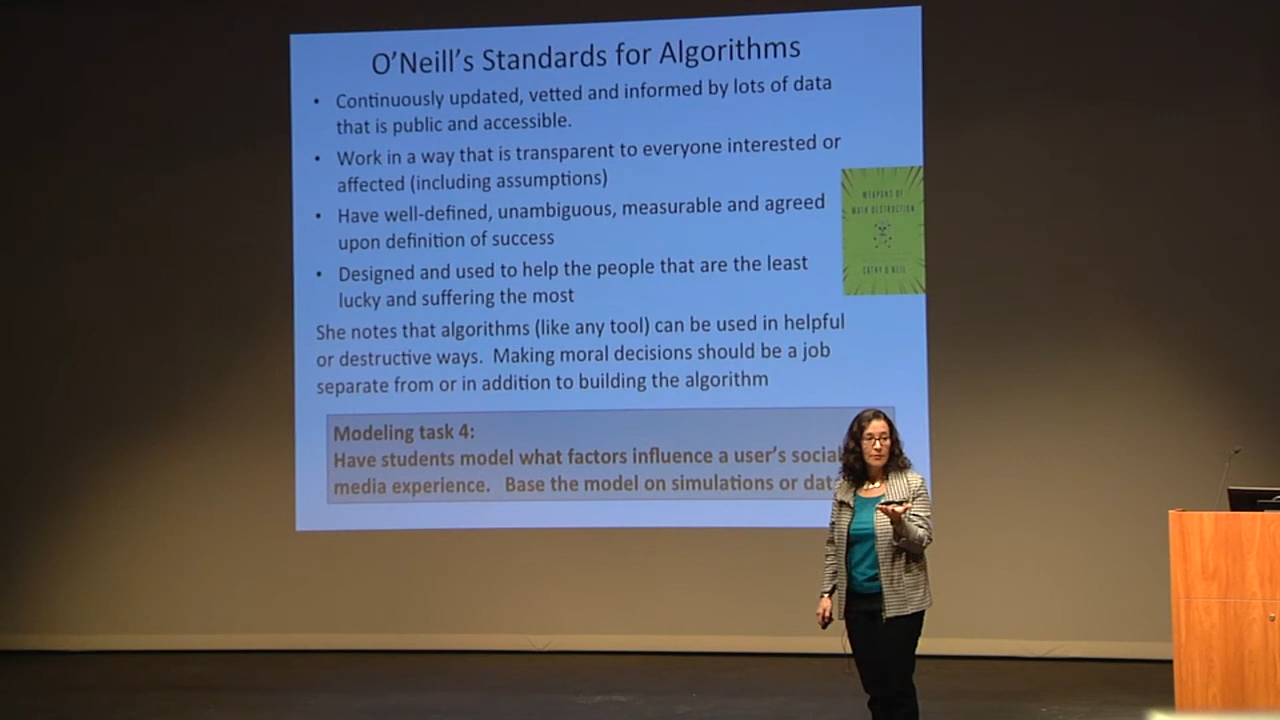 O'Neill's Standards for Algorithms
• Continuously updated, vetted and informed by lots of data
that is public and accessible.
• Work in a way that is transparent to everyone interested or
affected (including assumptions)
• Have well-defined, unambiguous, measurable and agreed
upon definition of success
• Designed and used to help the people that are the least
lucky and suffering the most
She notes that algorithms (like any tool) can be used in helpful
or destructive ways. Making moral decisions should be a job
separate from or in addition to building the algorithm
Modeling task 4:
Have students model what factors influence a user's social
media experience. Base the model on simulations or dat
WEAPONS OF
MATH DESTRUCTION
CATHY O'NEIL